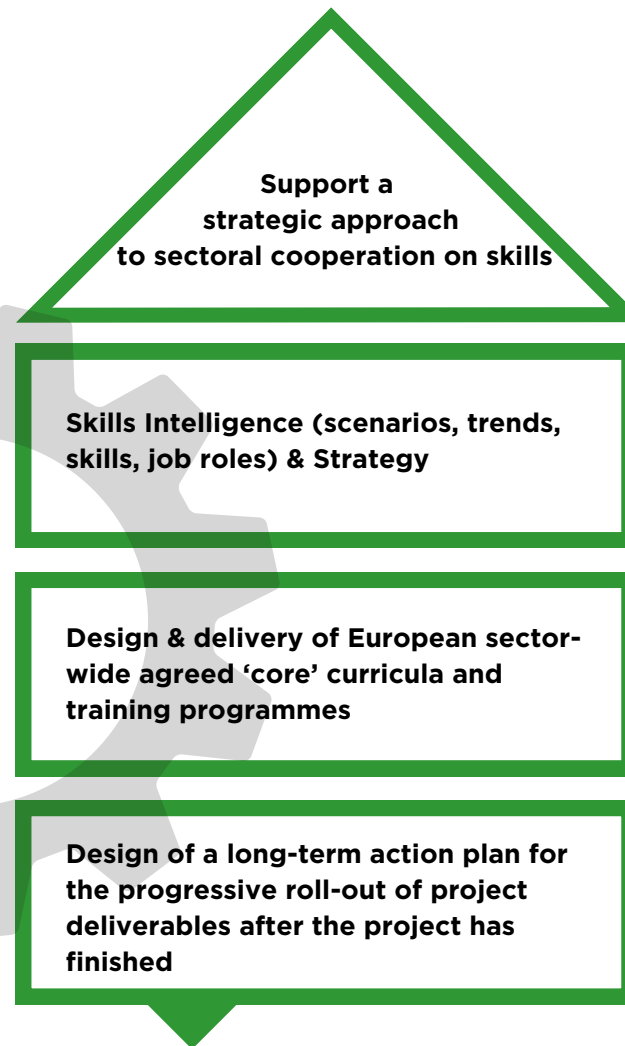 Support a
strategic approach
to sectoral cooperation on skills
Skills Intelligence (scenarios, trends,
skills, job roles) & Strategy
Design & delivery of European sector-
wide agreed ‘core’ curricula and
training programmes
Design of a long-term action plan for
the progressive roll-out of project
deliverables after the project has
finished